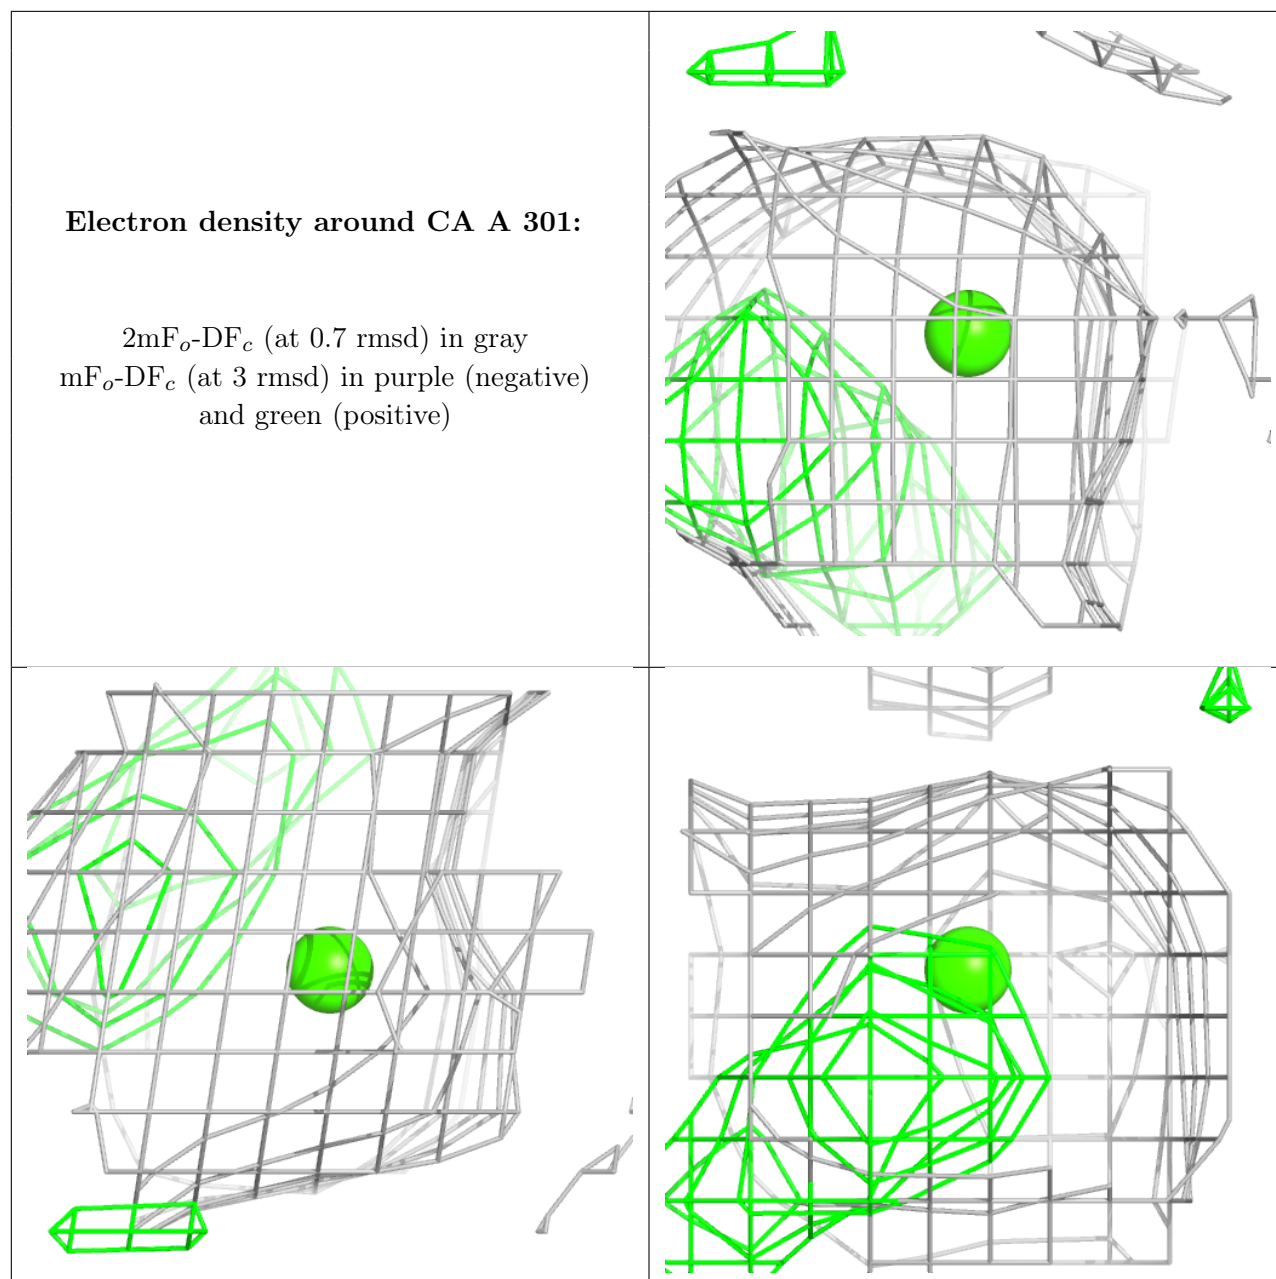 Electron density around CA A 301:
2mFo-DFc (at 0.7 rmsd) in gray
mFo-DFc (at 3 rmsd) in purple (negative)
and green (positive)